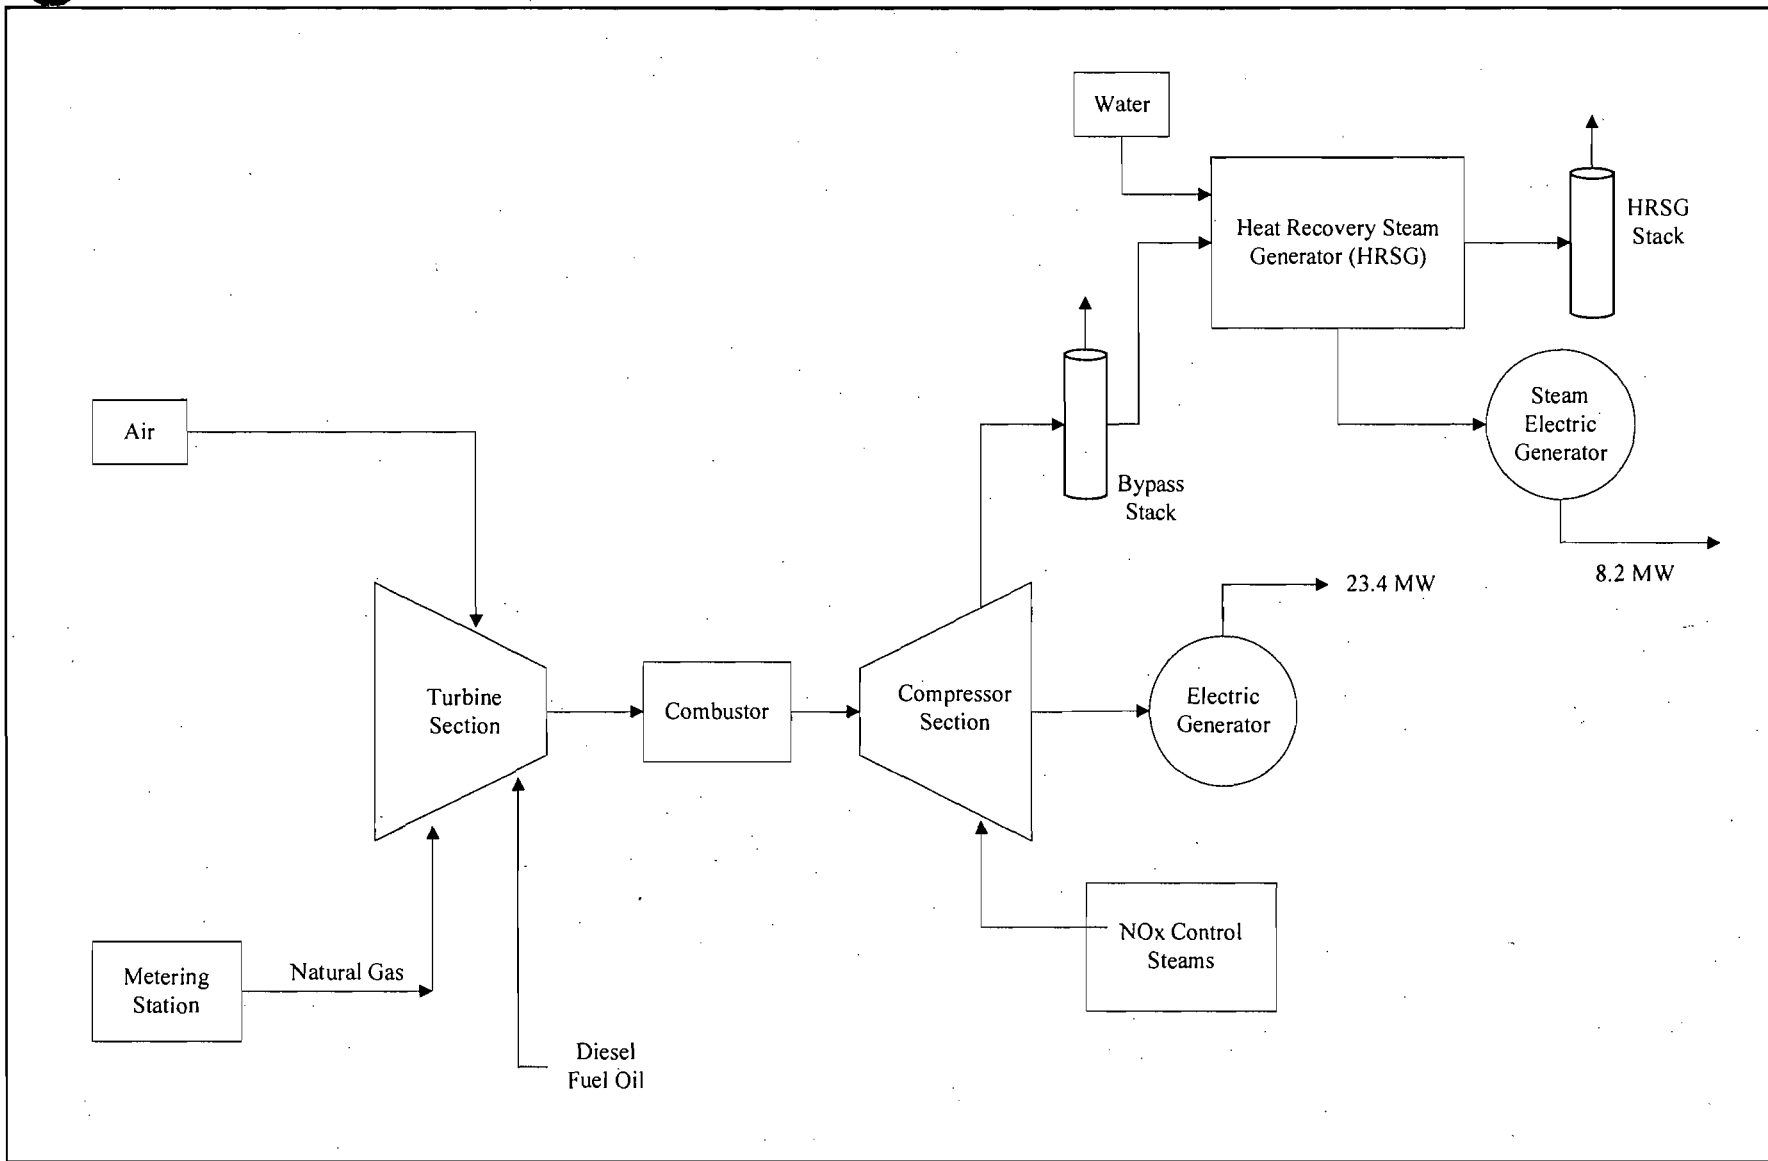 Water
Heat Recovery Steam
Generator (HRSG)
HRSG
Stack
Air
Bypass
Stack
Steam
Electric
Generator
8.2 MW
23.4 MW
Turbine
Section
Combustor
Compressor
Section
Electric
Generator
NOx Control
Steams
Metering
Station
Natural Gas
Diesel
Fuel Oil